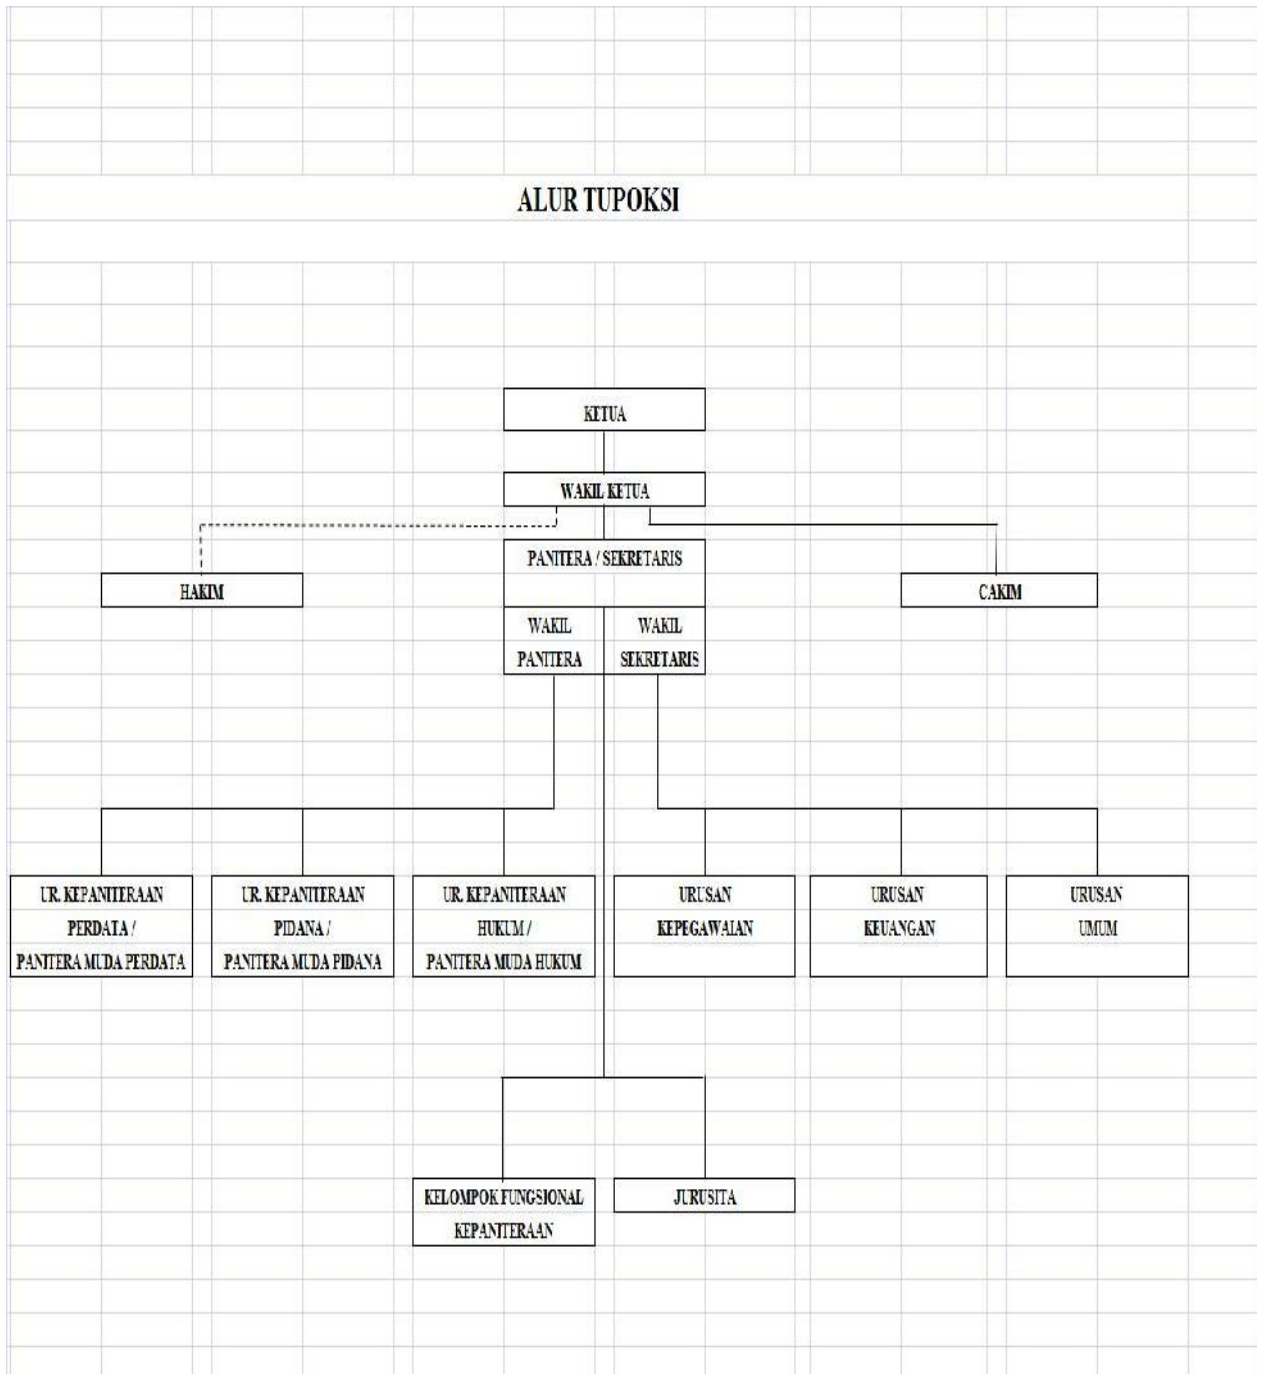 ALUR TUPOKSI
KETUA
WAKIL KETUA
PANITERA / SEKRETARIS
HAKIM
CAKIM
WAKIL
PANITERA
WAKIL
SEKRETARIS
UR. KEPANITERAAN
PERDATA /
PANITERA MUDA PERDATA
UR. KEPANITERAAN
PIDANA /
PANITERA MUDA PIDANA
UR. KEPANITERAAN
HUKUM /
PANITERA MUDA HUKUM
URUSAN
KEPEGAWAIAN
URUSAN
KEUANGAN
URUSAN
UMUM
KELOMPOK FUNGSIONAL
KEPANITERAAN
JURUSITA